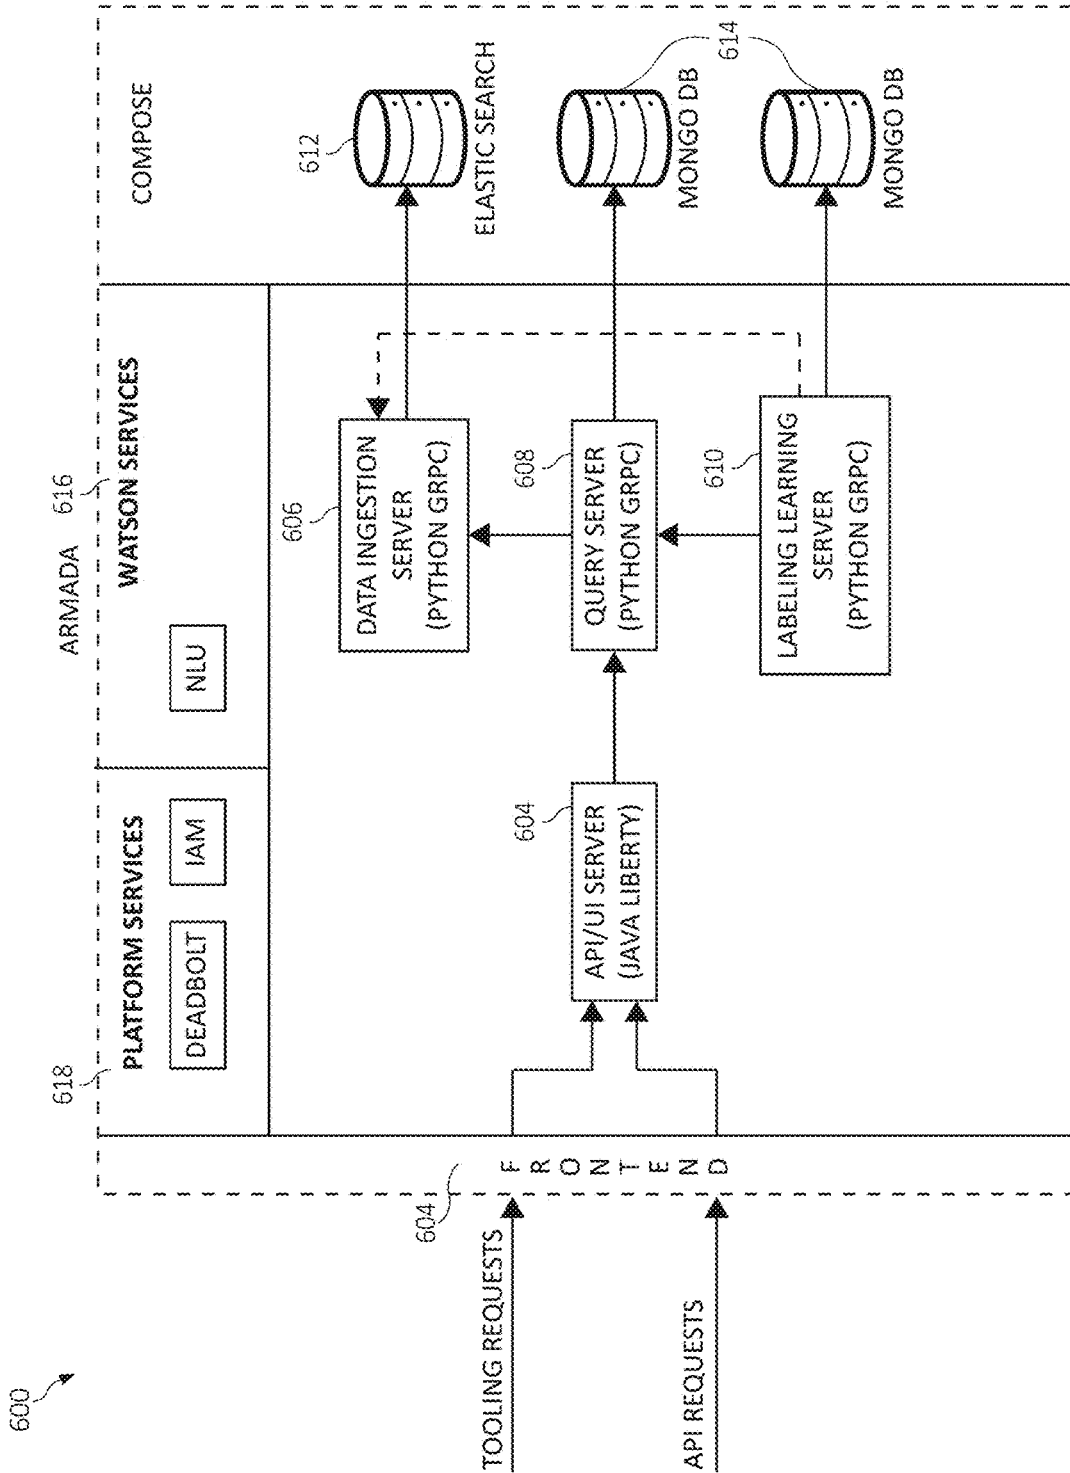 600
ARMADA
616
618
PLATFORM SERVICES
WATSON SERVICES
COMPOSE
DEADBOLT
IAM
NLU
604
FRONTEND
TOOLING REQUESTS
API REQUESTS
604
API/UI SERVER
(JAVA LIBERTY)
606
DATA INGESTION
SERVER
(PYTHON GRPC)
608
QUERY SERVER
(PYTHON GRPC)
610
LABELING LEARNING
SERVER
(PYTHON GRPC)
612
ELASTIC SEARCH
614
MONGO DB
MONGO DB